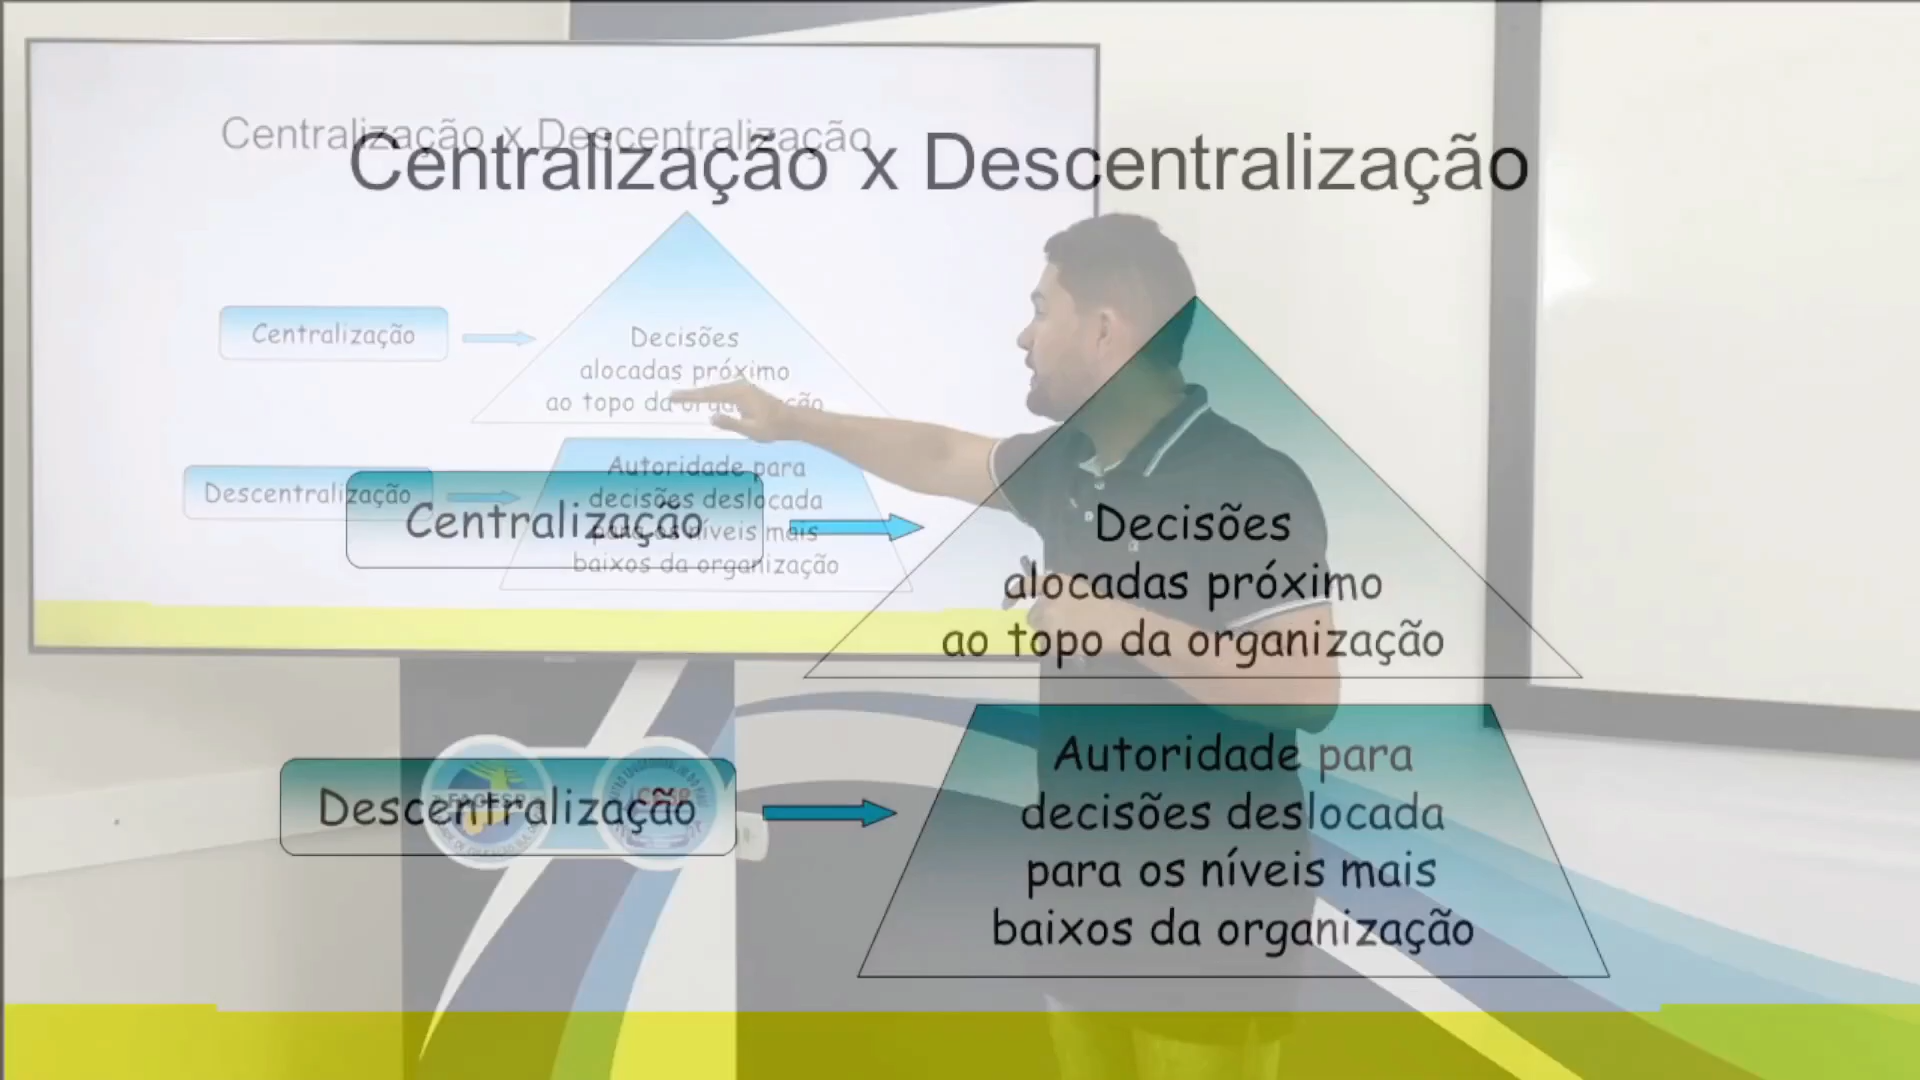 Centralização x Descentralização
Centralização
Decisões
alocadas próximo
ao topo da organização
Descentralização
Autoridade para
decisões deslocada
para os níveis mais
baixos da organização
Centralização x Descentralização
Centralização
Decisões
alocadas próximo
ao topo da organização
Descentralização
Autoridade para
decisões deslocada
para os níveis mais
baixos da organização
FACESP